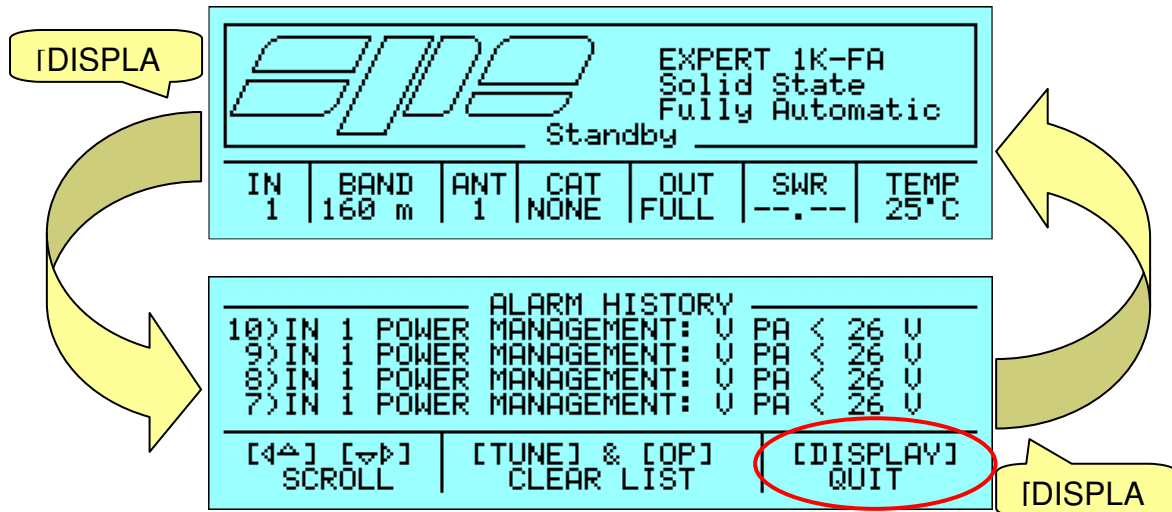 [DISPLA
spe
EXPERT 1K-FA
Solid State
Fully Automatic
Standby
IN BAND ANT CAT OUT SWR TEMP
1 160 m 1 NONE FULL --.-- 25°C
ALARM HISTORY
10)IN 1 POWER MANAGEMENT: V PA < 26 V
9)IN 1 POWER MANAGEMENT: V PA < 26 V
8)IN 1 POWER MANAGEMENT: V PA < 26 V
7)IN 1 POWER MANAGEMENT: V PA < 26 V
[◁△] [▽▷] [TUNE] & [OP] [DISPLAY]
SCROLL CLEAR LIST QUIT
[DISPLA